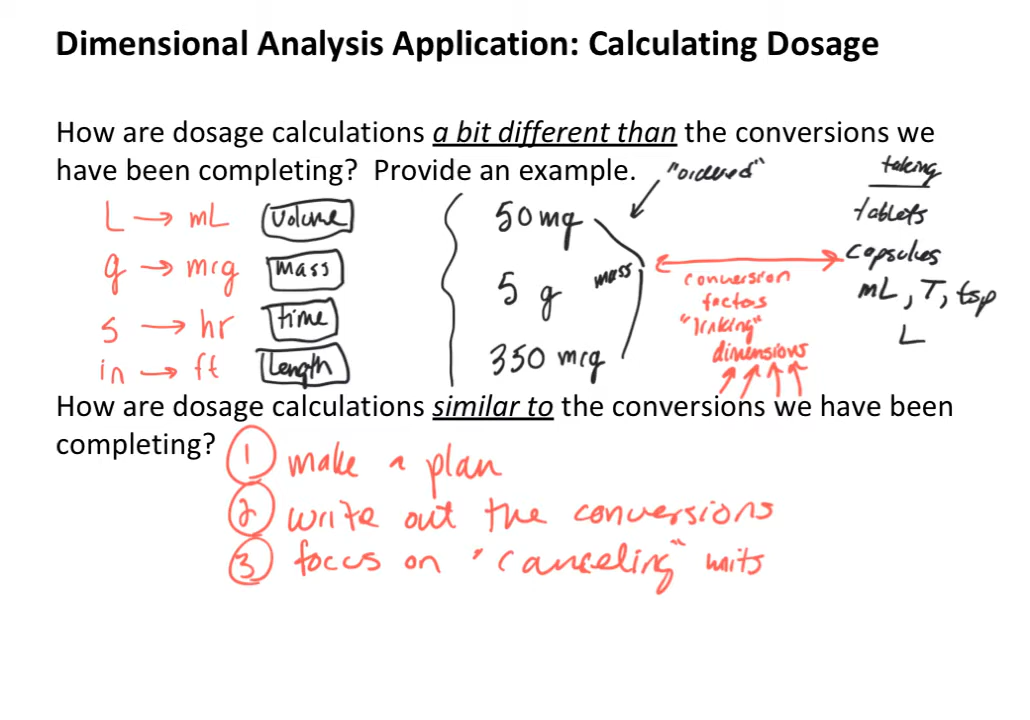 Dimensional Analysis Application: Calculating Dosage
How are dosage calculations a bit different than the conversions we
have been completing? Provide an example.
"ordered"
taking
L → mL volume
g → mcg mass
s → hr time
in → ft Length
50 mg
5 g
350 mcg
mass
conversion
factors
"linking"
dimensions
tablets
capsules
mL, T, tsp
L
How are dosage calculations similar to the conversions we have been
completing?
1 make a plan
2 write out the conversions
3 focus on "canceling" units